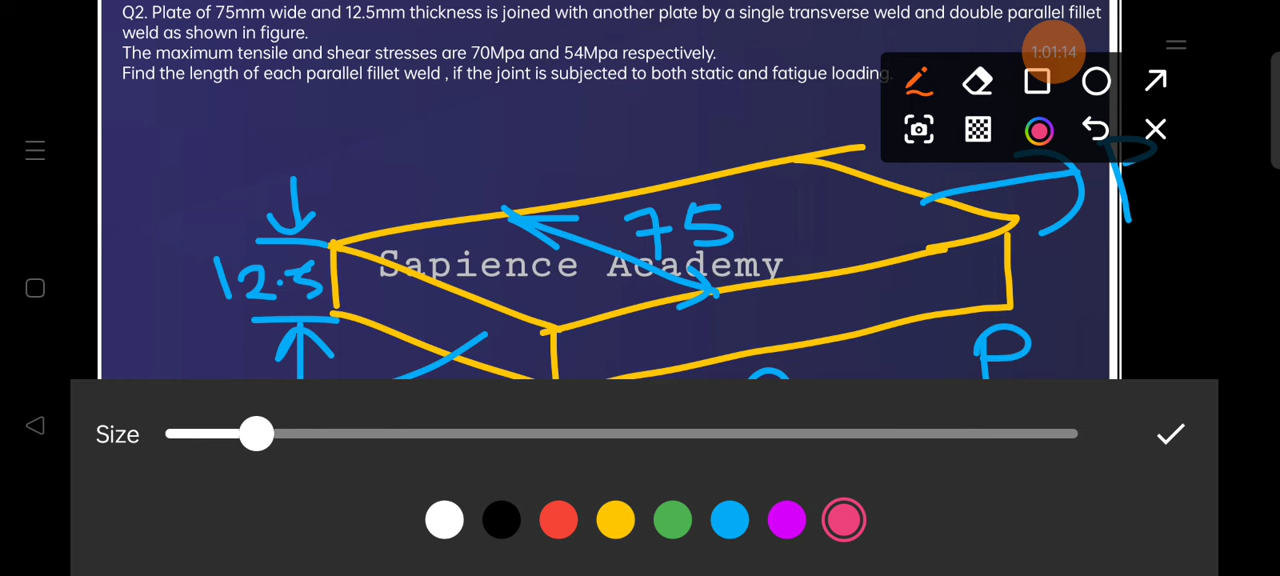 Q2. Plate of 75mm wide and 12.5mm thickness is joined with another plate by a single transverse weld and double parallel fillet
weld as shown in figure.
The maximum tensile and shear stresses are 70Mpa and 54Mpa respectively.
Find the length of each parallel fillet weld , if the joint is subjected to both static and fatigue loading.
1:01:14
P
75
Sapience Academy
12.5
P
Size